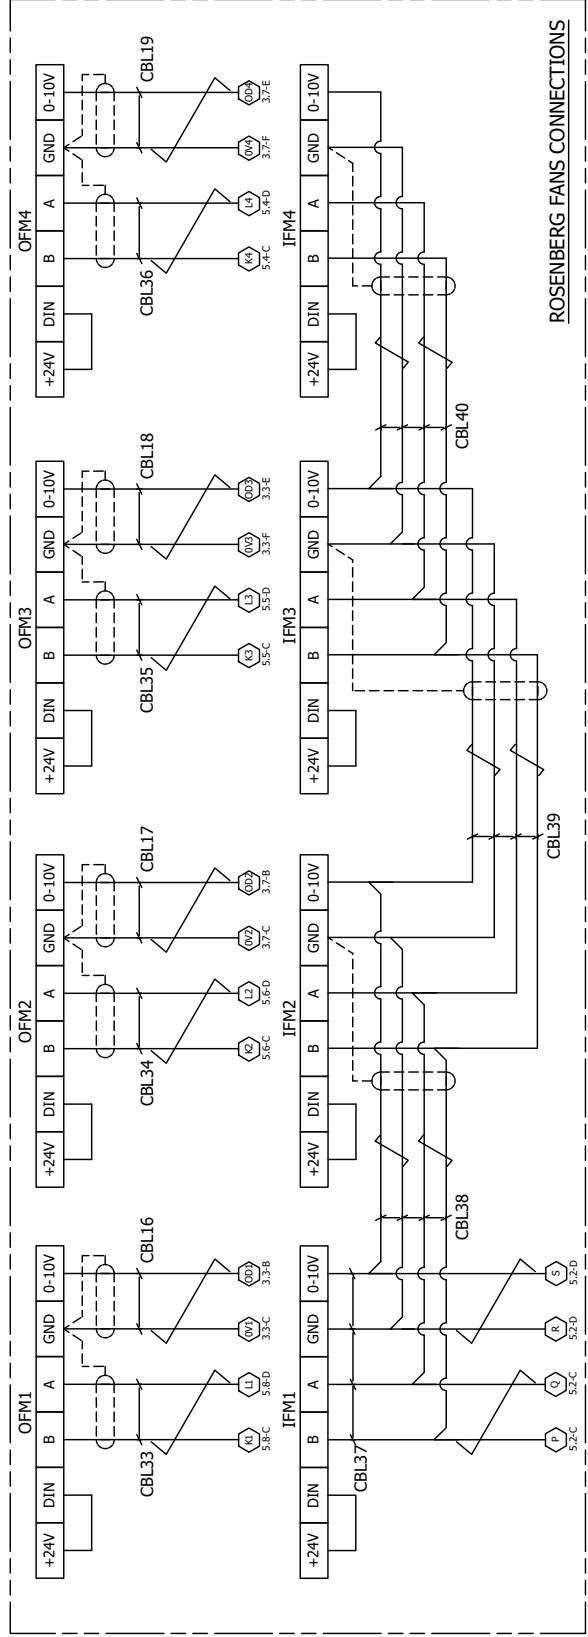 OFM1
+24V DIN B A GND 0-10V
CBL33 CBL16
K1 L1 0V1 OD1
5.8-C 5.8-D 3.3-C 3.3-B
OFM2
+24V DIN B A GND 0-10V
CBL34 CBL17
K2 L2 0V2 OD2
5.6-C 5.6-D 3.7-C 3.7-B
OFM3
+24V DIN B A GND 0-10V
CBL35 CBL18
K3 L3 0V3 OD3
5.5-C 5.5-D 3.3-F 3.3-E
OFM4
+24V DIN B A GND 0-10V
CBL36 CBL19
K4 L4 0V4 OD4
5.4-C 5.4-D 3.7-F 3.7-E
IFM1
+24V DIN B A GND 0-10V
CBL37
P Q R S
5.2-C 5.2-C 5.2-D 5.2-D
CBL38
IFM2
+24V DIN B A GND 0-10V
CBL39
IFM3
+24V DIN B A GND 0-10V
CBL40
IFM4
+24V DIN B A GND 0-10V
ROSENBERG FANS CONNECTIONS